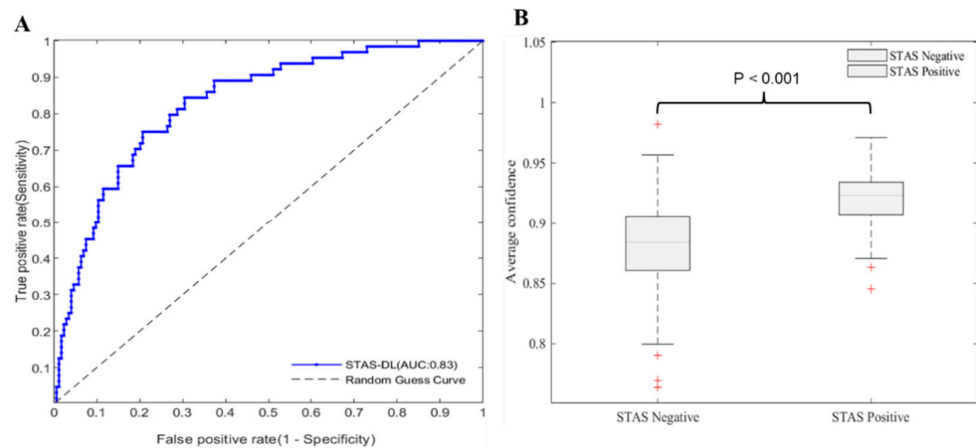 A
1
0.9
0.8
0.7
0.6
0.5
0.4
0.3
0.2
0.1
0 0.1 0.2 0.3 0.4 0.5 0.6 0.7 0.8 0.9 1
True positive rate(Sensitivity)
False positive rate(1 - Specificity)
STAS-DL(AUC:0.83)
Random Guess Curve
B
1.05
1
0.95
0.9
0.85
0.8
Average confidence
STAS Negative
STAS Positive
P < 0.001
STAS Negative STAS Positive